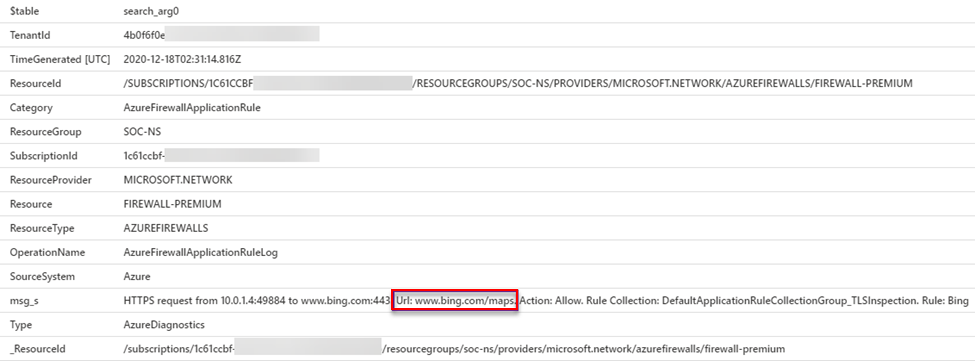 $table search_arg0
TenantId 4b0f6f0e
TimeGenerated [UTC] 2020-12-18T02:31:14.816Z
ResourceId /SUBSCRIPTIONS/1C61CCBF /RESOURCEGROUPS/SOC-NS/PROVIDERS/MICROSOFT.NETWORK/AZUREFIREWALLS/FIREWALL-PREMIUM
Category AzureFirewallApplicationRule
ResourceGroup SOC-NS
SubscriptionId 1c61ccbf-
ResourceProvider MICROSOFT.NETWORK
Resource FIREWALL-PREMIUM
ResourceType AZUREFIREWALLS
OperationName AzureFirewallApplicationRuleLog
SourceSystem Azure
msg_s HTTPS request from 10.0.1.4:49884 to www.bing.com:443. Url: www.bing.com/maps. Action: Allow. Rule Collection: DefaultApplicationRuleCollectionGroup_TLSInspection. Rule: Bing
Type AzureDiagnostics
_ResourceId /subscriptions/1c61ccbf- /resourcegroups/soc-ns/providers/microsoft.network/azurefirewalls/firewall-premium